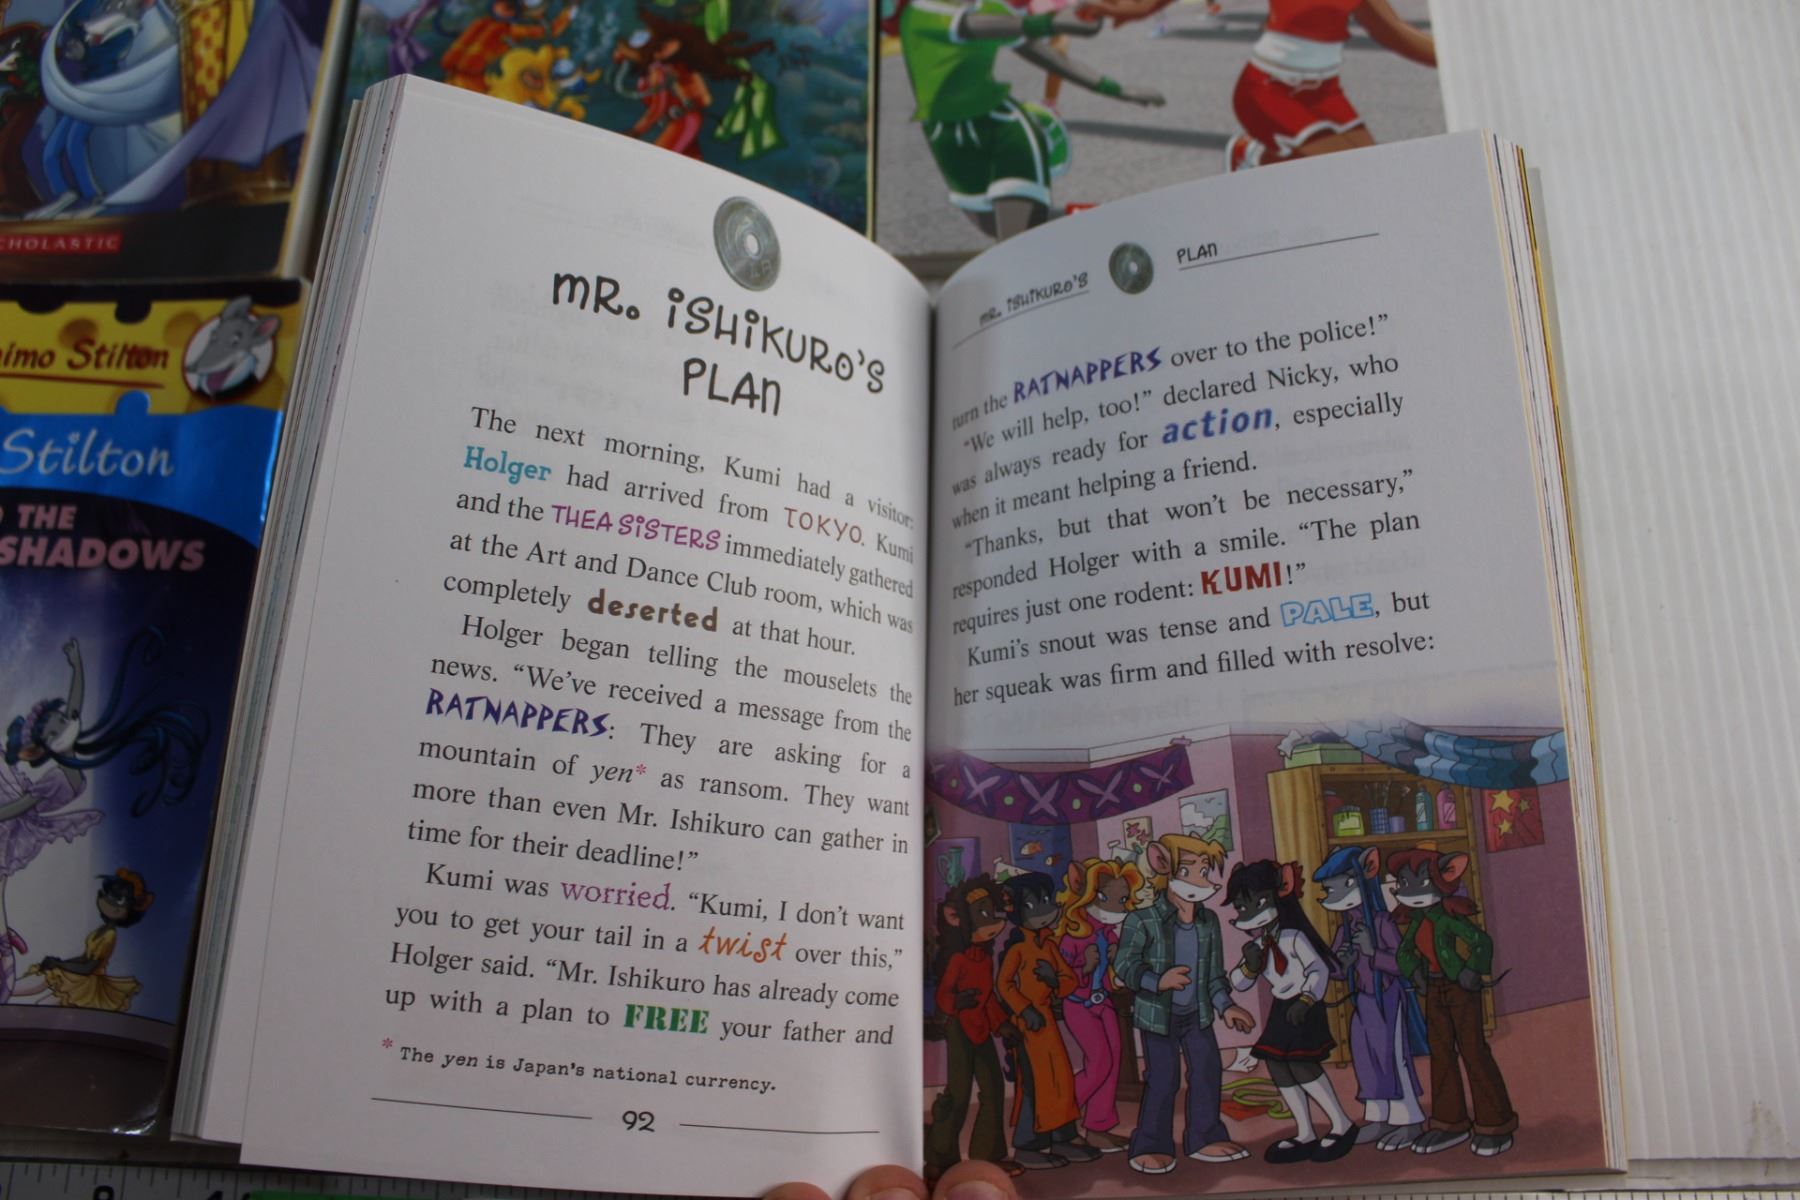 CHOLASTIC
imo Stilton
Stilton
THE
SHADOWS
MR. ISHIKURO'S
PLAN
The next morning, Kumi had a visitor:
Holger had arrived from TOKYO. Kumi
and the THEA SISTERS immediately gathered
at the Art and Dance Club room, which was
completely deserted at that hour.
Holger began telling the mouselets the
news. “We’ve received a message from the
RATNAPPERS: They are asking for a
mountain of yen* as ransom. They want
more than even Mr. Ishikuro can gather in
time for their deadline!”
Kumi was worried. “Kumi, I don’t want
you to get your tail in a twist over this,”
Holger said. “Mr. Ishikuro has already come
up with a plan to FREE your father and
* The yen is Japan's national currency.
92
MR. ISHIKURO'S PLAN
turn the RATNAPPERS over to the police!”
“We will help, too!” declared Nicky, who
was always ready for action, especially
when it meant helping a friend.
“Thanks, but that won’t be necessary,”
responded Holger with a smile. “The plan
requires just one rodent: KUMI!”
Kumi’s snout was tense and PALE, but
her squeak was firm and filled with resolve: